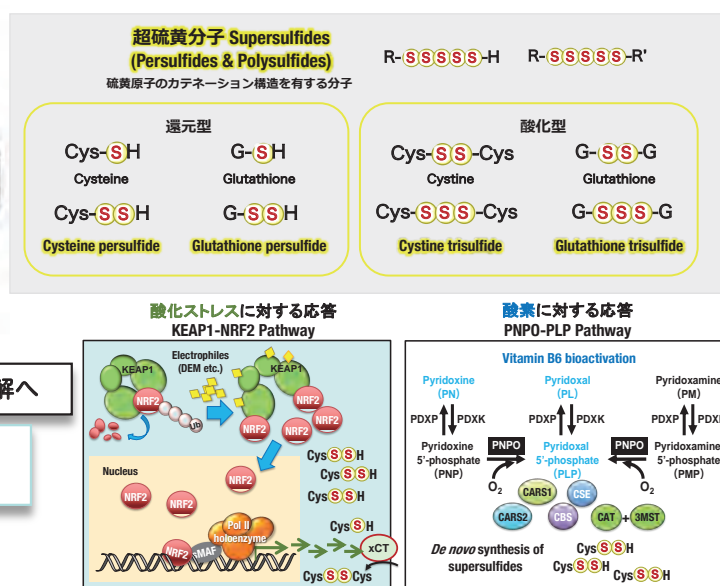 超硫黄分子 Supersulfides
(Persulfides & Polysulfides)
硫黄原子のカテネーション構造を有する分子
R-SSSSS-H
R-SSSSS-R'
還元型
Cys-SH
G-SH
Cysteine
Glutathione
Cys-SSH
G-SSH
Cysteine persulfide
Glutathione persulfide
酸化型
Cys-SS-Cys
G-SS-G
Cystine
Glutathione
Cys-SSS-Cys
G-SSS-G
Cystine trisulfide
Glutathione trisulfide
解へ
酸化ストレスに対する応答
KEAP1-NRF2 Pathway
Electrophiles
(DEM etc.)
KEAP1
KEAP1
NRF2
Ub
NRF2
NRF2
NRF2
NRF2
CysSSH
CysSSH
CysSSH
Nucleus
NRF2
NRF2
NRF2
Pol II
holoenzyme
NRF2
sMAF
CysSH
xCT
CysSSCys
酸素に対する応答
PNPO-PLP Pathway
Vitamin B6 bioactivation
Pyridoxine
(PN)
Pyridoxal
(PL)
Pyridoxamine
(PM)
PDXP
PDXK
PDXP
PDXK
PDXP
PDX
Pyridoxine
5'-phosphate
(PNP)
PNPO
Pyridoxal
5'-phosphate
(PLP)
PNPO
Pyridoxamine
5'-phosphate
(PMP)
O2
O2
CARS1
CSE
CARS2
CBS
CAT + 3MST
De novo synthesis of
supersulfides
CysSSH
CysSSH
CysSSH